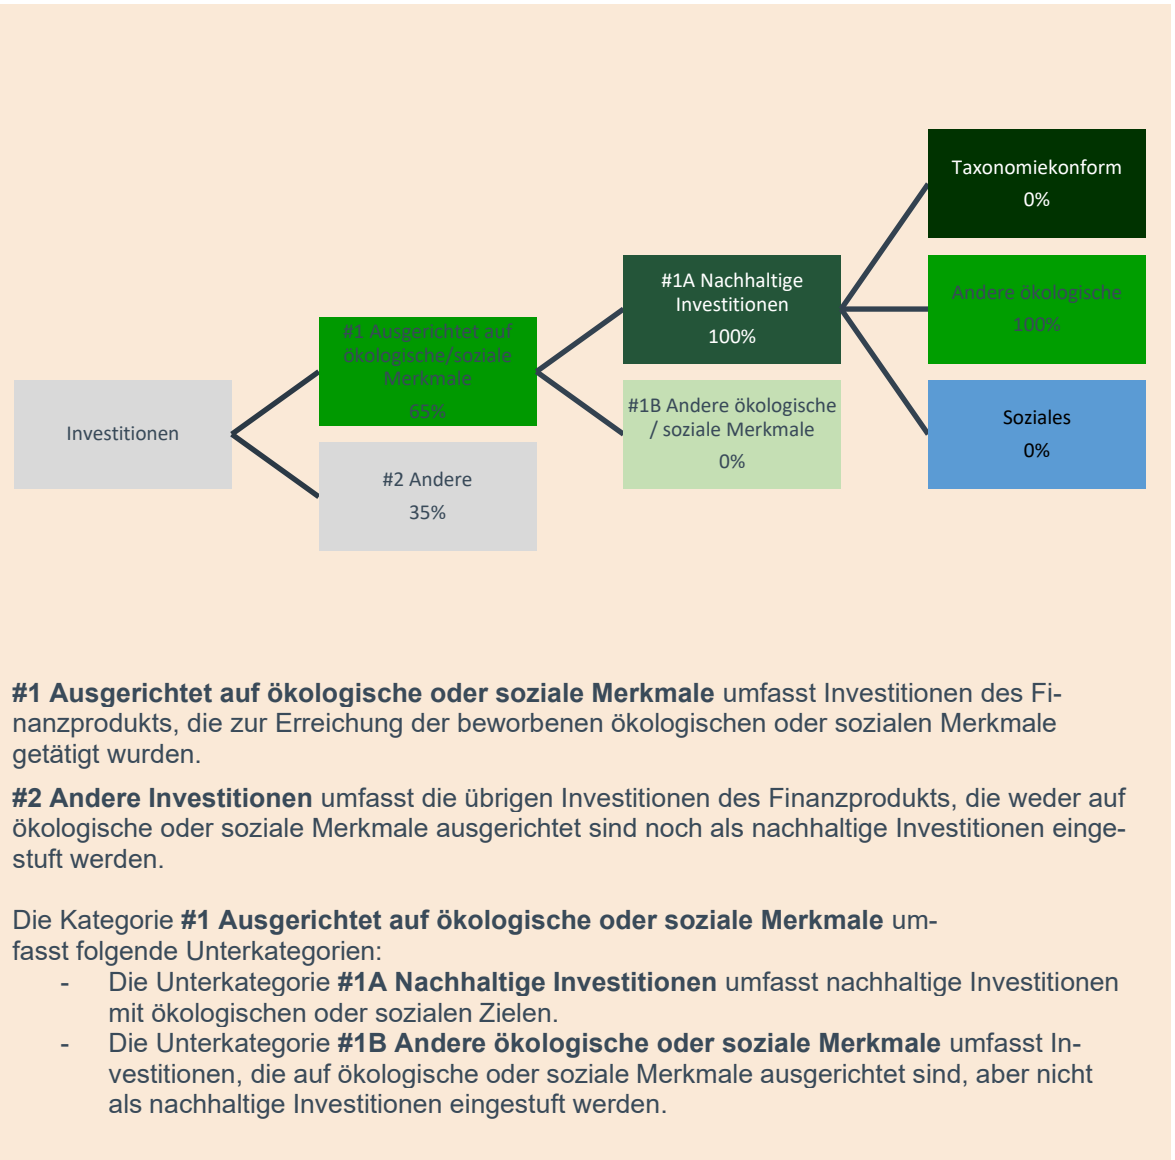 Taxonomiekonform
0%
#1A Nachhaltige
Investitionen
100%
Andere ökologische
100%
#1 Ausgerichtet auf
ökologische/soziale
Merkmale
65%
Investitionen
#1B Andere ökologische
/ soziale Merkmale
0%
Soziales
0%
#2 Andere
35%
#1 Ausgerichtet auf ökologische oder soziale Merkmale umfasst Investitionen des Fi-
nanzprodukts, die zur Erreichung der beworbenen ökologischen oder sozialen Merkmale
getätigt wurden.
#2 Andere Investitionen umfasst die übrigen Investitionen des Finanzprodukts, die weder auf
ökologische oder soziale Merkmale ausgerichtet sind noch als nachhaltige Investitionen einge-
stuft werden.
Die Kategorie #1 Ausgerichtet auf ökologische oder soziale Merkmale um-
fasst folgende Unterkategorien:
- Die Unterkategorie #1A Nachhaltige Investitionen umfasst nachhaltige Investitionen
mit ökologischen oder sozialen Zielen.
- Die Unterkategorie #1B Andere ökologische oder soziale Merkmale umfasst In-
vestitionen, die auf ökologische oder soziale Merkmale ausgerichtet sind, aber nicht
als nachhaltige Investitionen eingestuft werden.